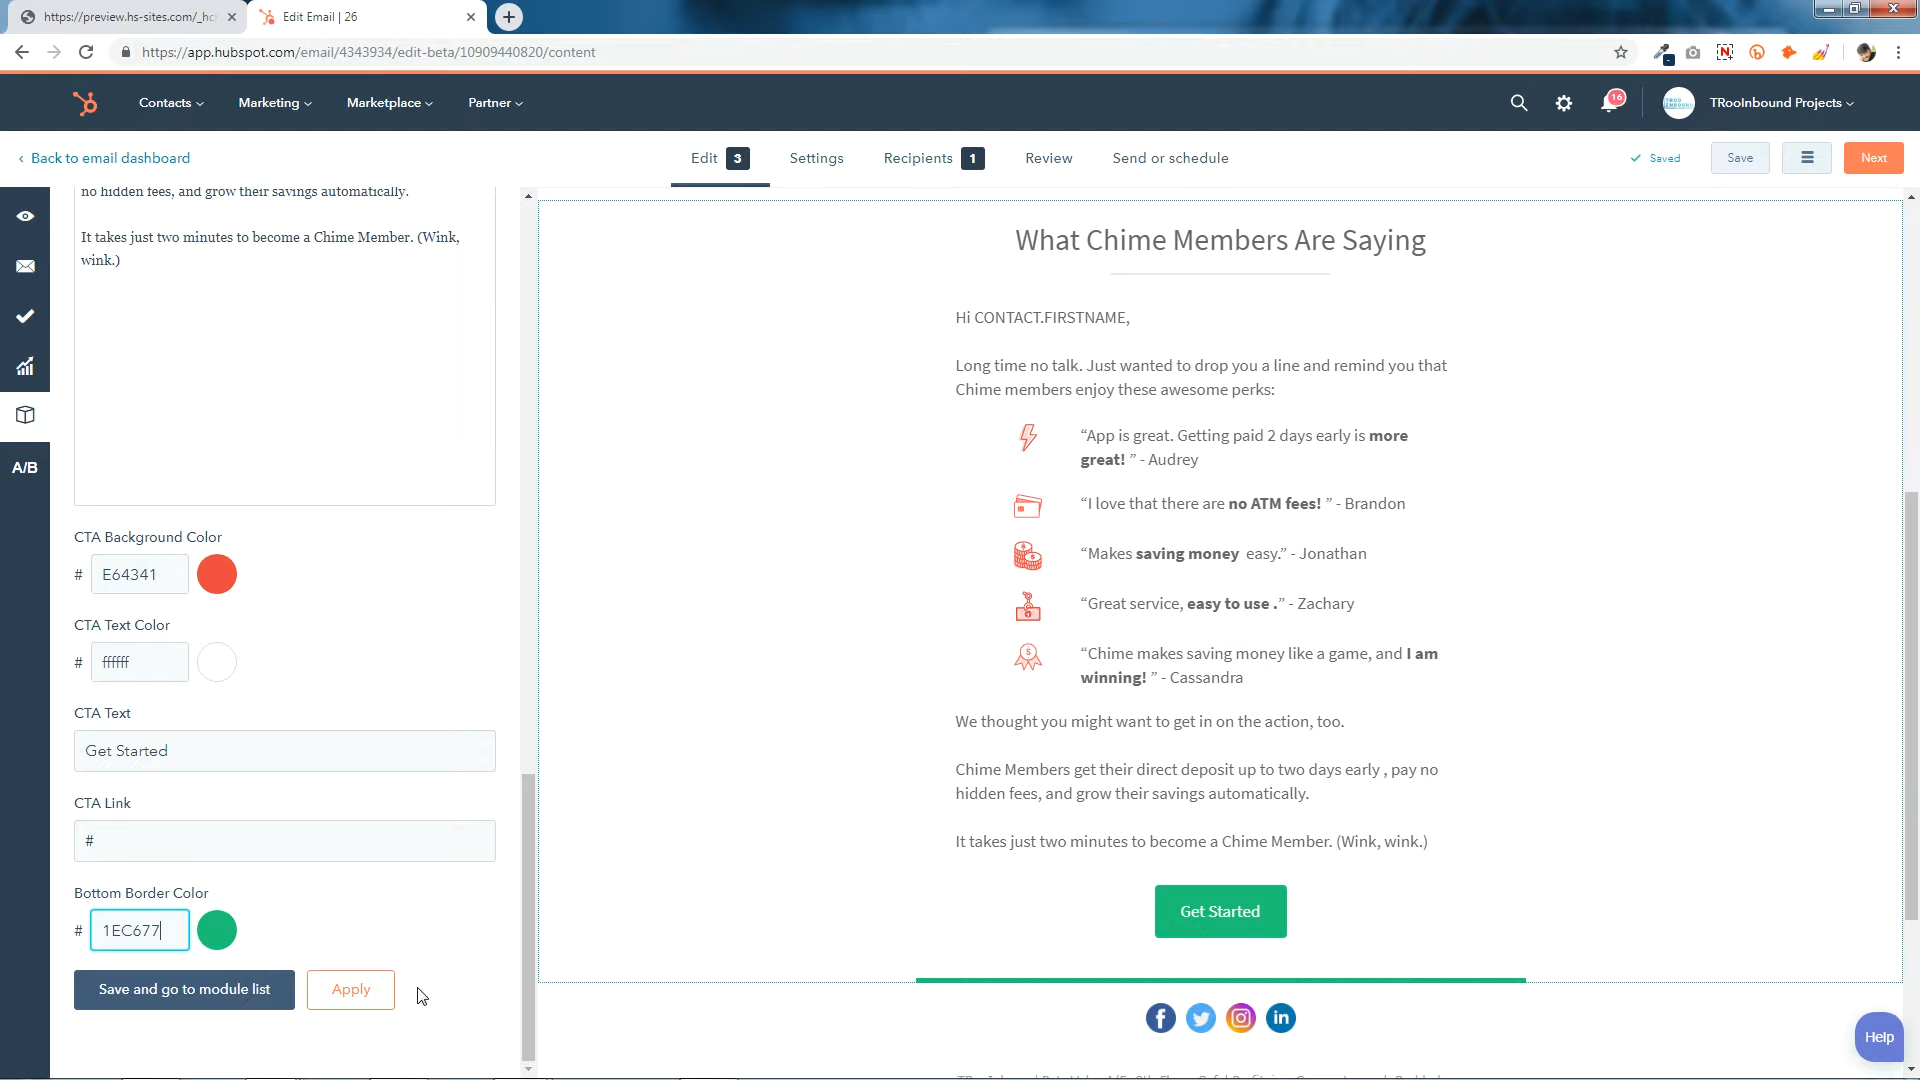 https://preview.hs-sites.com/_hcm
Edit Email | 26
https://app.hubspot.com/email/4343934/edit-beta/10909440820/content
Contacts
Marketing
Marketplace
Partner
16
TRooInbound Projects
Back to email dashboard
Edit 3
Settings
Recipients 1
Review
Send or schedule
Saved
Save
Next
A/B
no hidden fees, and grow their savings automatically.
It takes just two minutes to become a Chime Member. (Wink,
wink.)
CTA Background Color
# E64341
CTA Text Color
# ffffff
CTA Text
Get Started
CTA Link
#
Bottom Border Color
# 1EC677
Save and go to module list
Apply
What Chime Members Are Saying
Hi CONTACT.FIRSTNAME,
Long time no talk. Just wanted to drop you a line and remind you that
Chime members enjoy these awesome perks:
“App is great. Getting paid 2 days early is more
great! ” - Audrey
“I love that there are no ATM fees! ” - Brandon
“Makes saving money easy.” - Jonathan
“Great service, easy to use .” - Zachary
“Chime makes saving money like a game, and I am
winning! ” - Cassandra
We thought you might want to get in on the action, too.
Chime Members get their direct deposit up to two days early , pay no
hidden fees, and grow their savings automatically.
It takes just two minutes to become a Chime Member. (Wink, wink.)
Get Started
Help